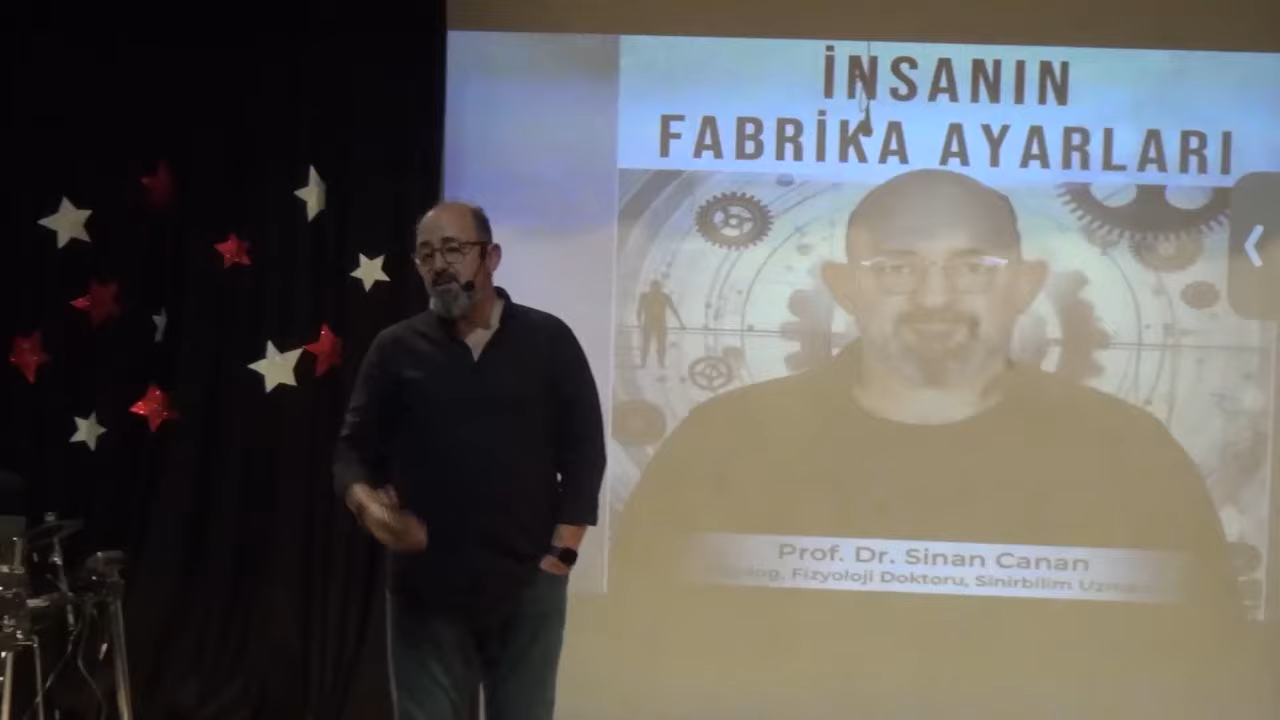 İNSANIN
FABRİKA AYARLARI
Prof. Dr. Sinan Canan
Fizyoloji Doktoru, Sinirbilim